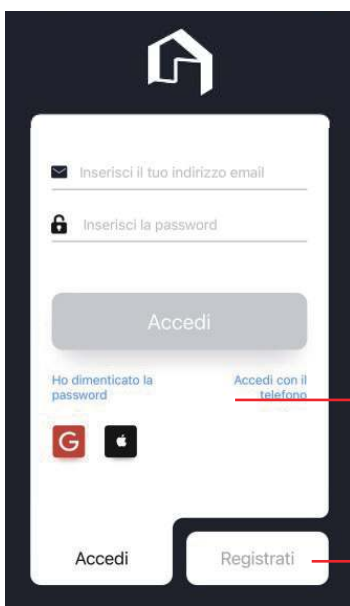 Inserisci il tuo indirizzo email
Inserisci la password
Accedi
Ho dimenticato la
password
Accedi con il
telefono
G
Accedi
Registrati